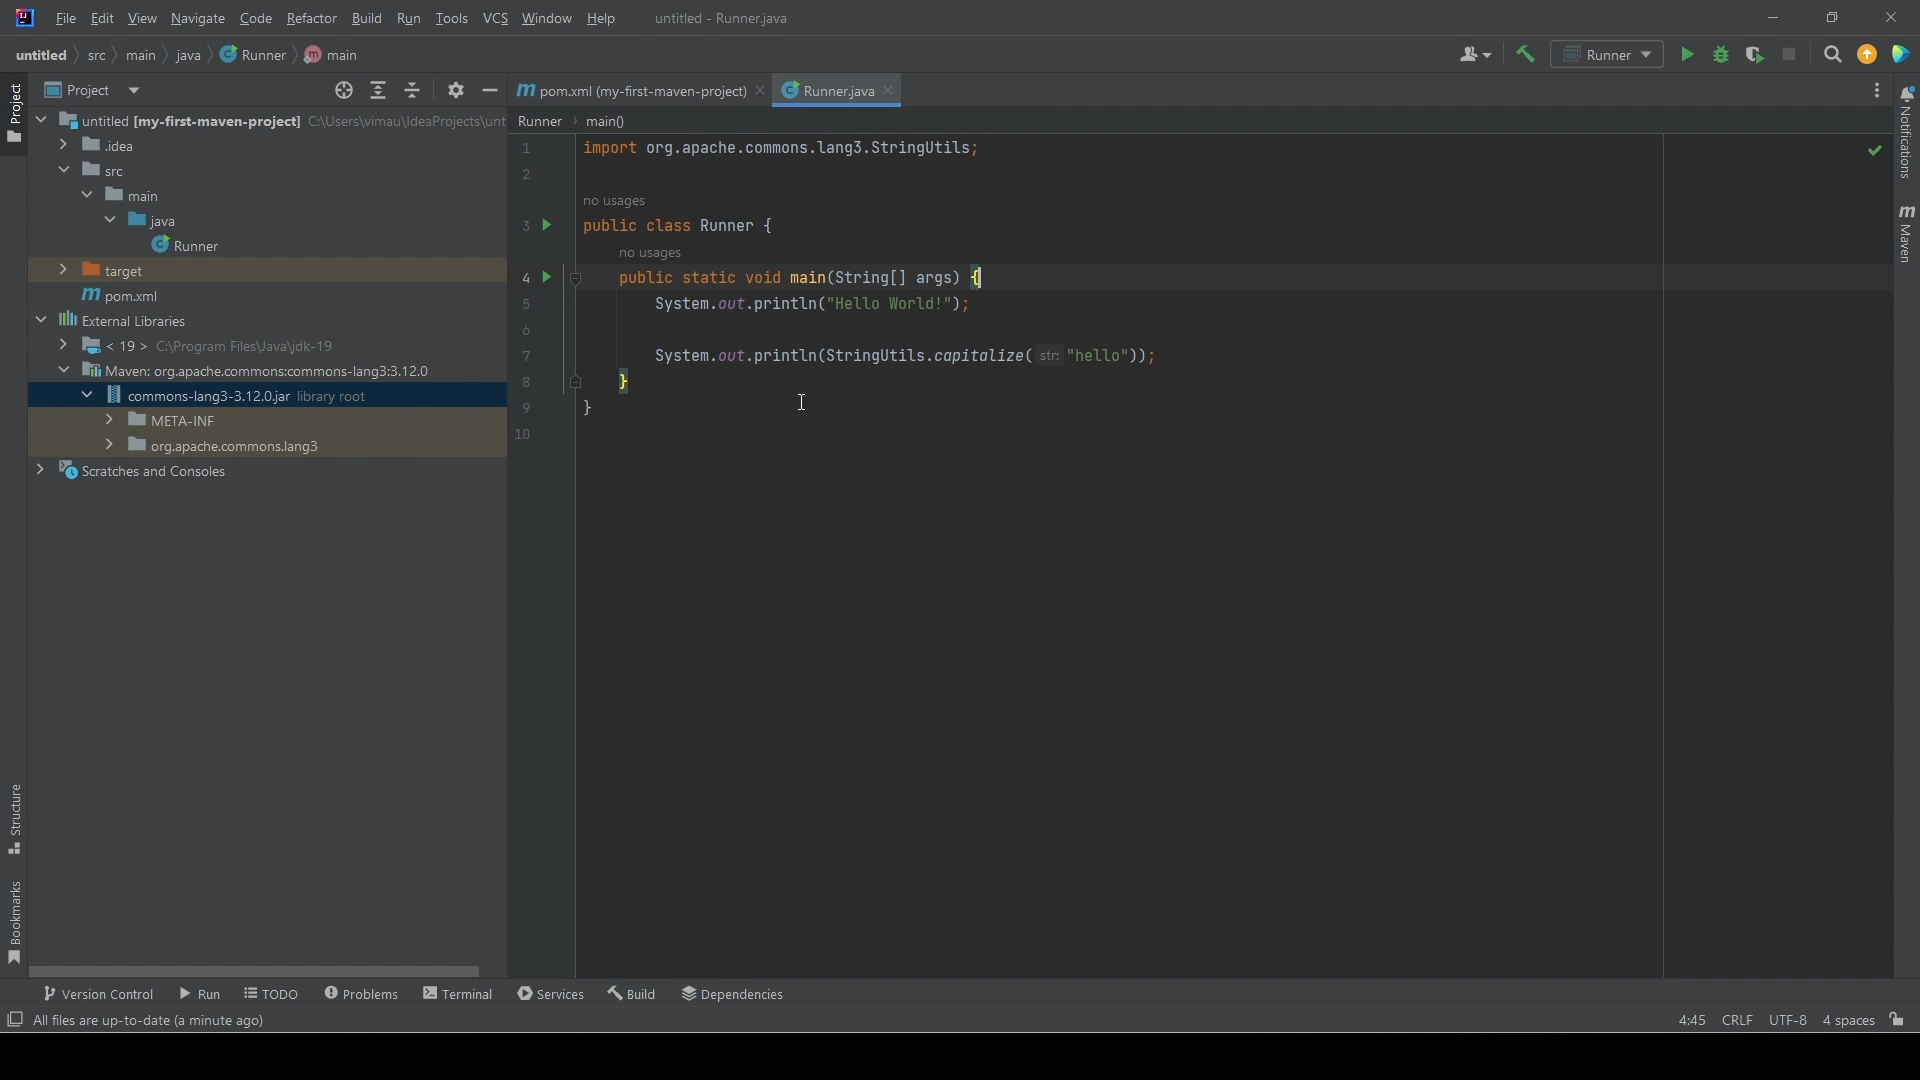 File Edit View Navigate Code Refactor Build Run Tools VCS Window Help untitled - Runner.java
untitled src main java Runner main
Runner
Project
pom.xml (my-first-maven-project) Runner.java
Runner main()
Project
untitled [my-first-maven-project] C:\Users\vimau\IdeaProjects\unt
.idea
src
main
java
Runner
target
pom.xml
External Libraries
< 19 > C:\Program Files\Java\jdk-19
Maven: org.apache.commons:commons-lang3:3.12.0
commons-lang3-3.12.0.jar library root
META-INF
org.apache.commons.lang3
Scratches and Consoles
1 import org.apache.commons.lang3.StringUtils;
2
no usages
3 public class Runner {
no usages
4 public static void main(String[] args) {
5 System.out.println("Hello World!");
6
7 System.out.println(StringUtils.capitalize( str: "hello"));
8 }
9 }
10
Notifications
m Maven
Structure
Bookmarks
Version Control Run TODO Problems Terminal Services Build Dependencies
All files are up-to-date (a minute ago) 4:45 CRLF UTF-8 4 spaces